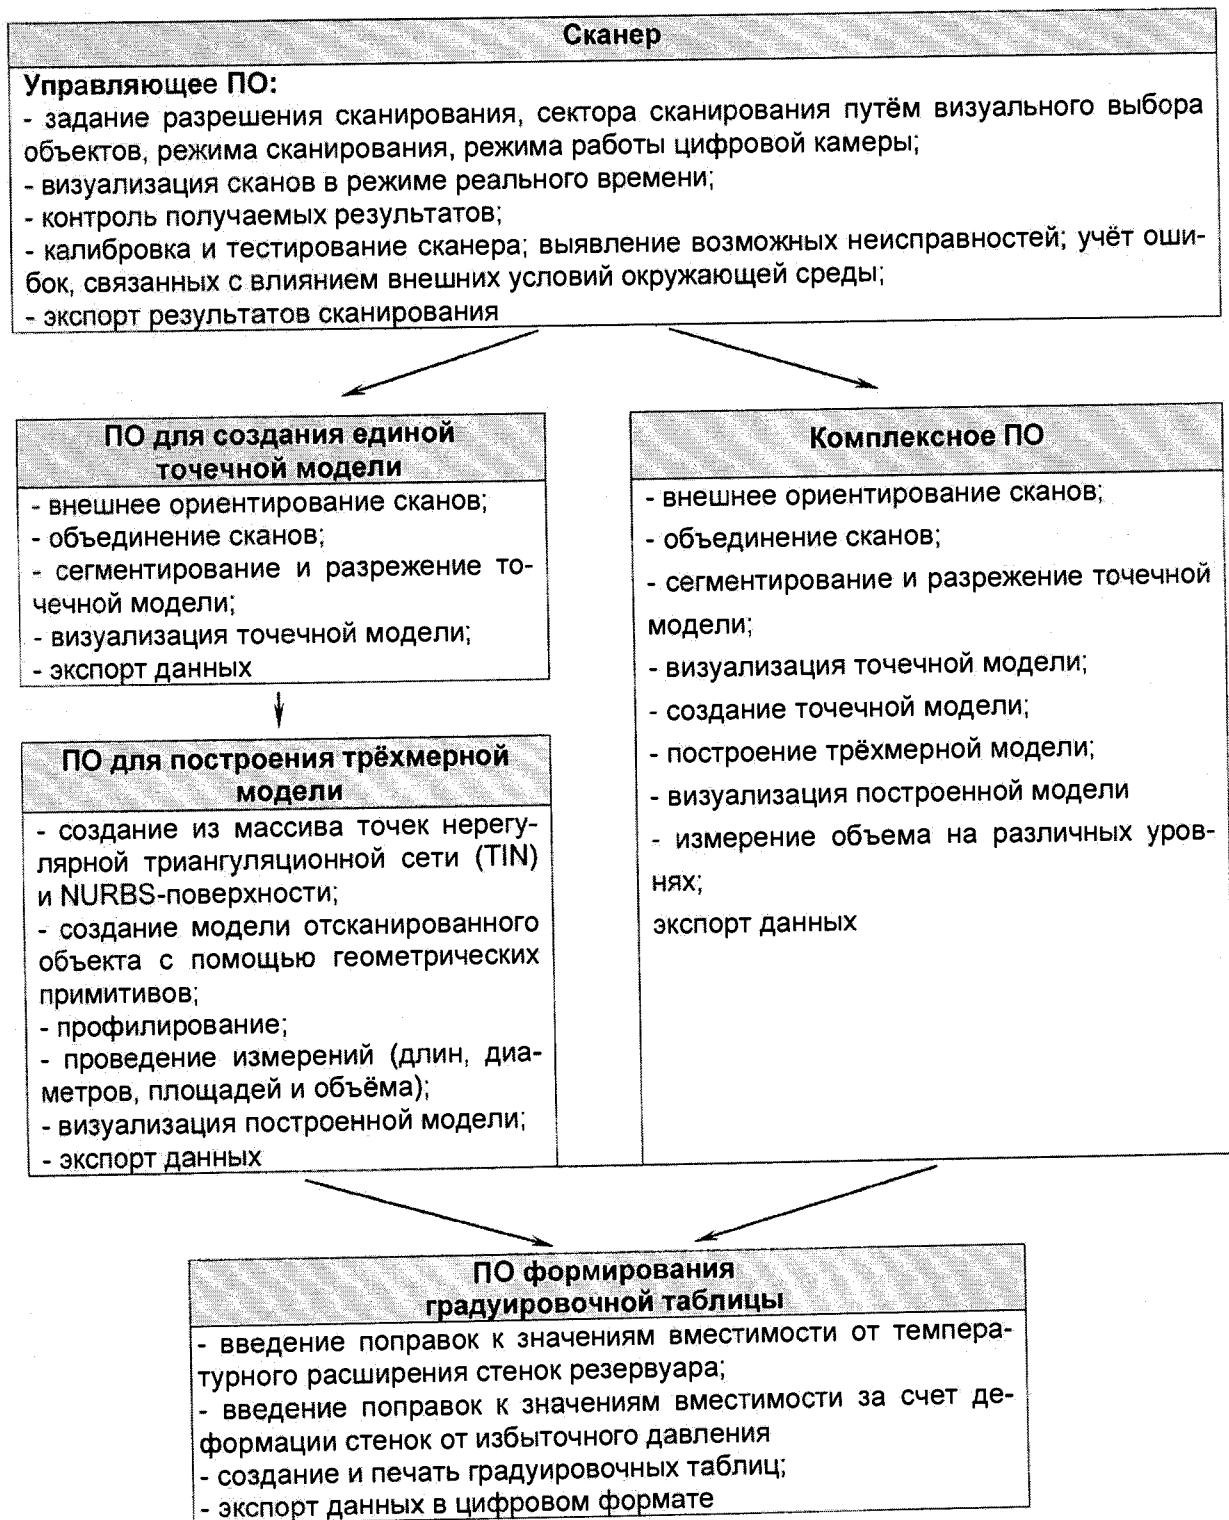 Сканер
Управляющее ПО:
- задание разрешения сканирования, сектора сканирования путём визуального выбора
объектов, режима сканирования, режима работы цифровой камеры;
- визуализация сканов в режиме реального времени;
- контроль получаемых результатов;
- калибровка и тестирование сканера; выявление возможных неисправностей; учёт оши-
бок, связанных с влиянием внешних условий окружающей среды;
- экспорт результатов сканирования
ПО для создания единой
точечной модели
- внешнее ориентирование сканов;
- объединение сканов;
- сегментирование и разрежение то-
чечной модели;
- визуализация точечной модели;
- экспорт данных
ПО для построения трёхмерной
модели
- создание из массива точек нерегу-
лярной триангуляционной сети (TIN)
и NURBS-поверхности;
- создание модели отсканированного
объекта с помощью геометрических
примитивов;
- профилирование;
- проведение измерений (длин, диа-
метров, площадей и объёма);
- визуализация построенной модели;
- экспорт данных
Комплексное ПО
- внешнее ориентирование сканов;
- объединение сканов;
- сегментирование и разрежение точечной
модели;
- визуализация точечной модели;
- создание точечной модели;
- построение трёхмерной модели;
- визуализация построенной модели
- измерение объема на различных уров-
нях;
экспорт данных
ПО формирования
градуировочной таблицы
- введение поправок к значениям вместимости от темпера-
турного расширения стенок резервуара;
- введение поправок к значениям вместимости за счет де-
формации стенок от избыточного давления
- создание и печать градуировочных таблиц;
- экспорт данных в цифровом формате